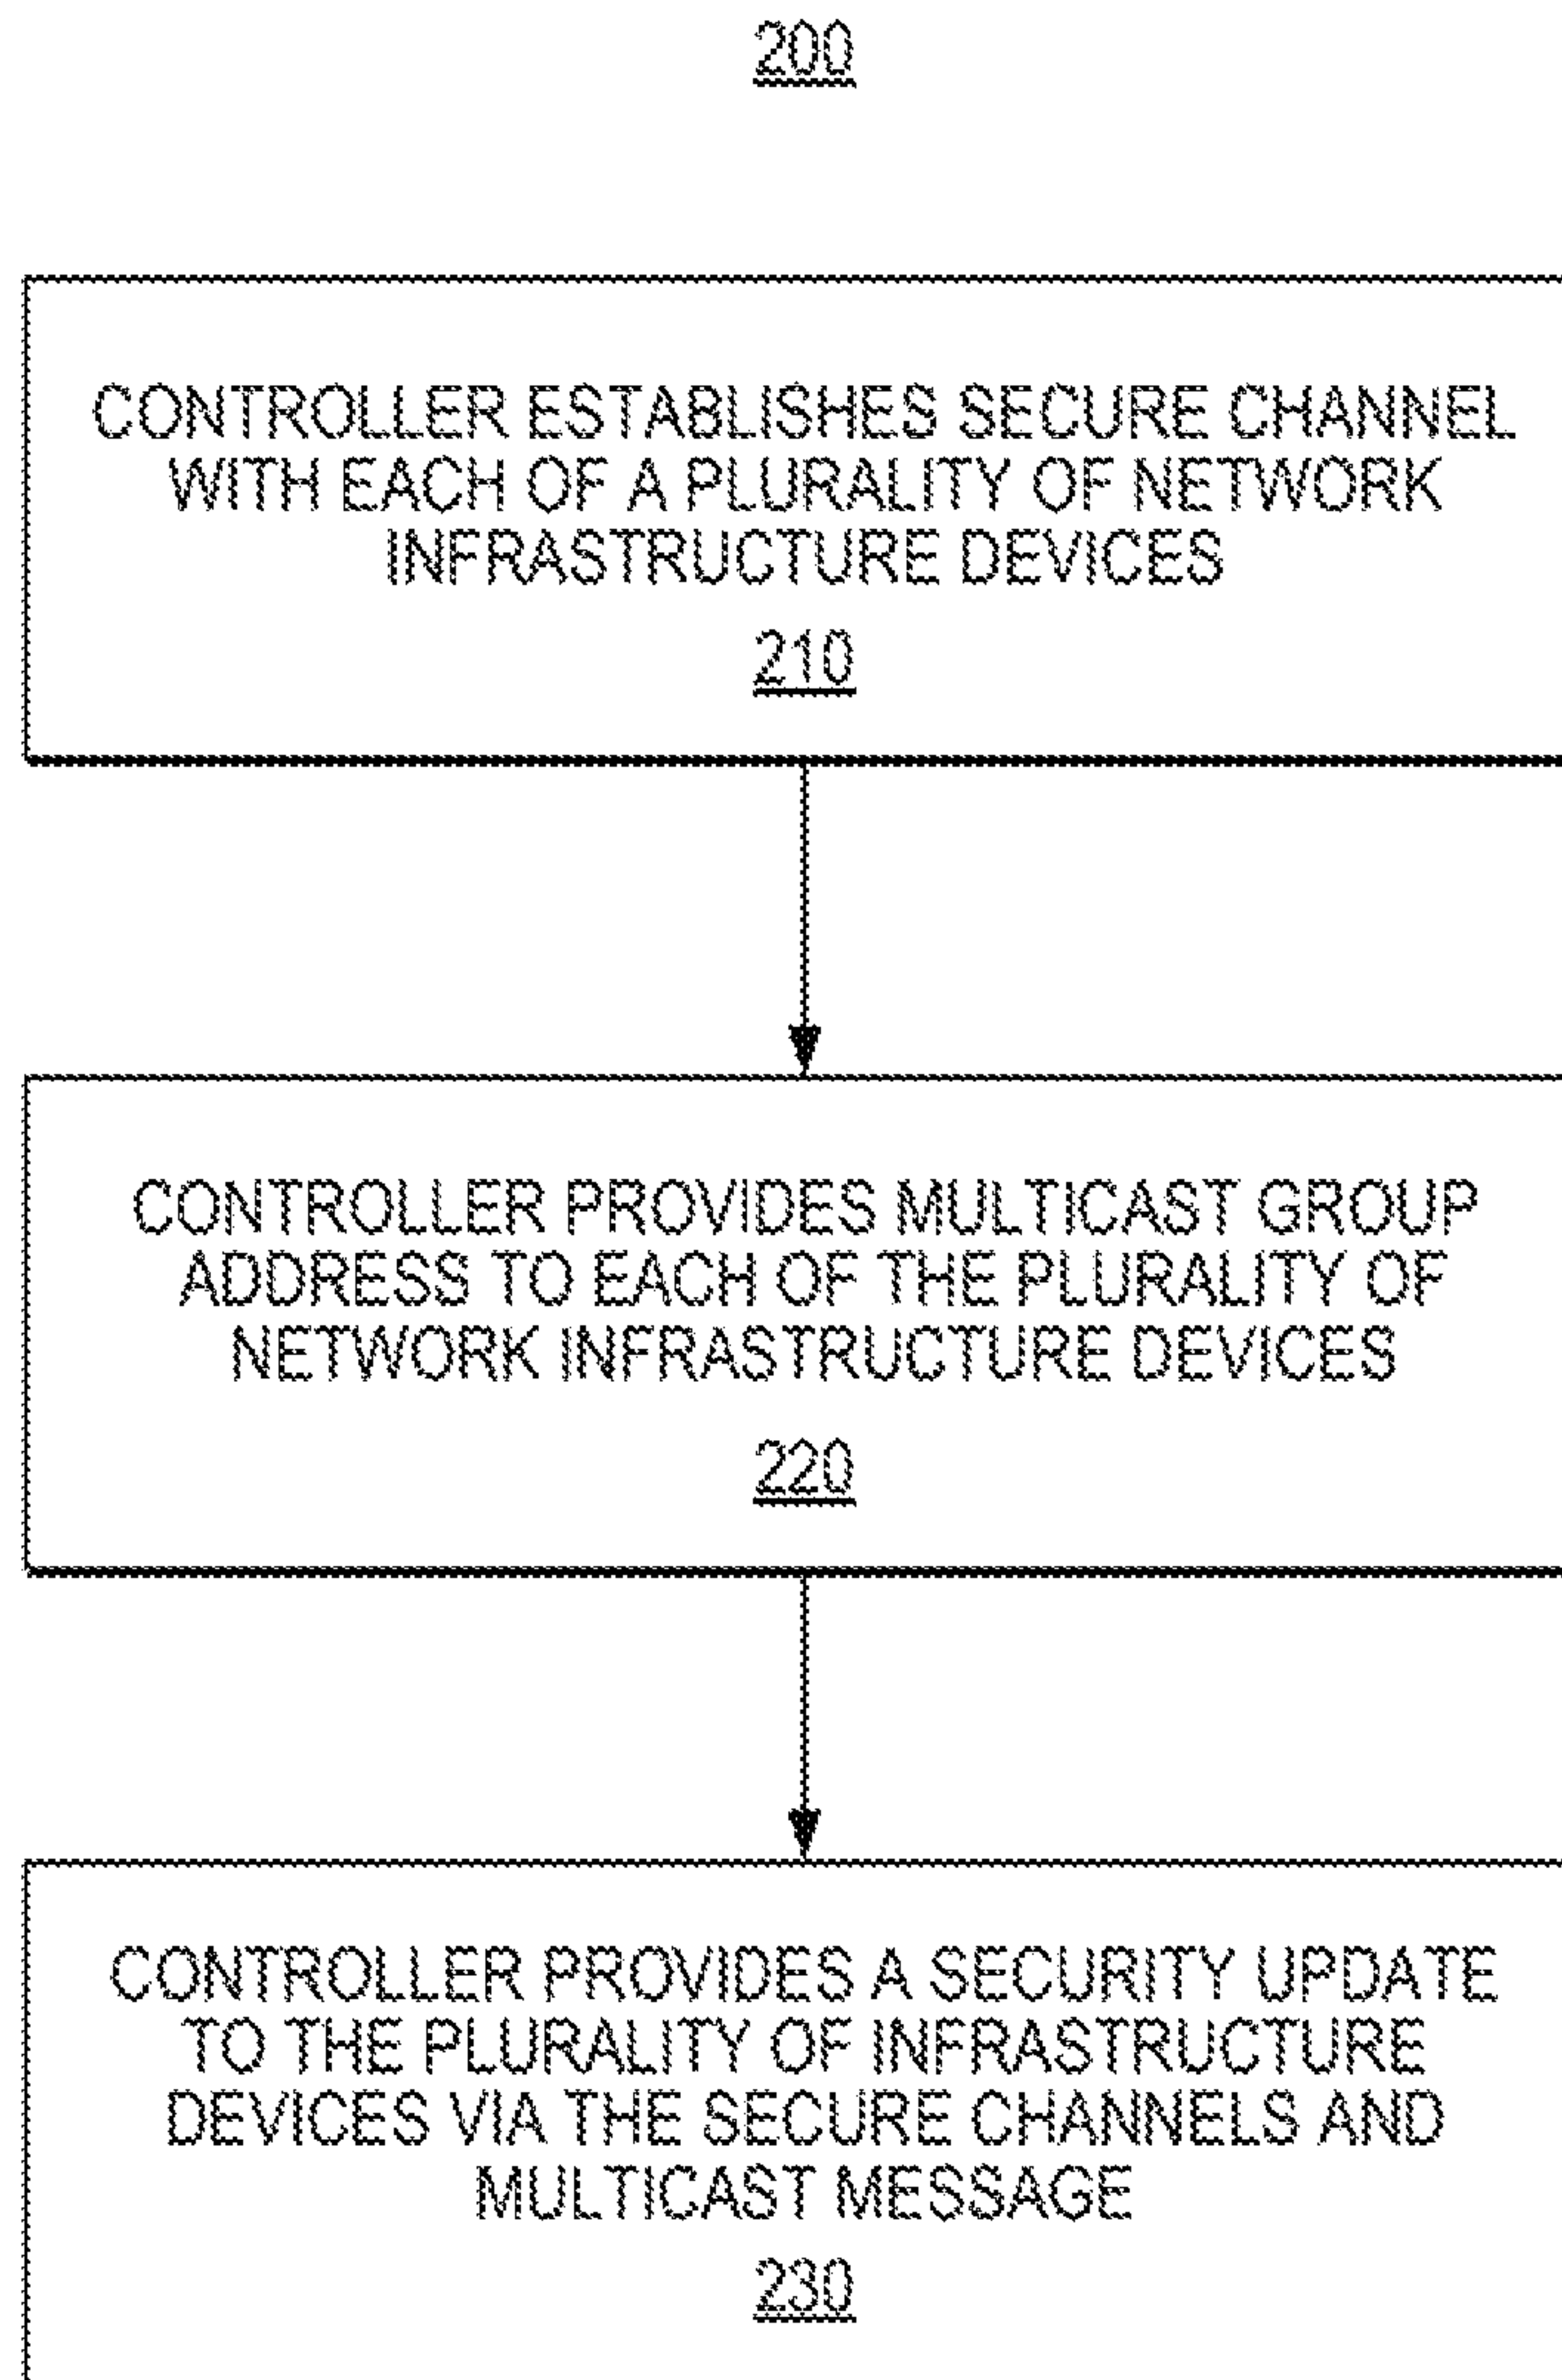 200
CONTROLLER ESTABLISHES SECURE CHANNEL
WITH EACH OF A PLURALITY OF NETWORK
INFRASTRUCTURE DEVICES
210
CONTROLLER PROVIDES MULTICAST GROUP
ADDRESS TO EACH OF THE PLURALITY OF
NETWORK INFRASTRUCTURE DEVICES
220
CONTROLLER PROVIDES A SECURITY UPDATE
TO THE PLURALITY OF INFRASTRUCTURE
DEVICES VIA THE SECURE CHANNELS AND
MULTICAST MESSAGE
230